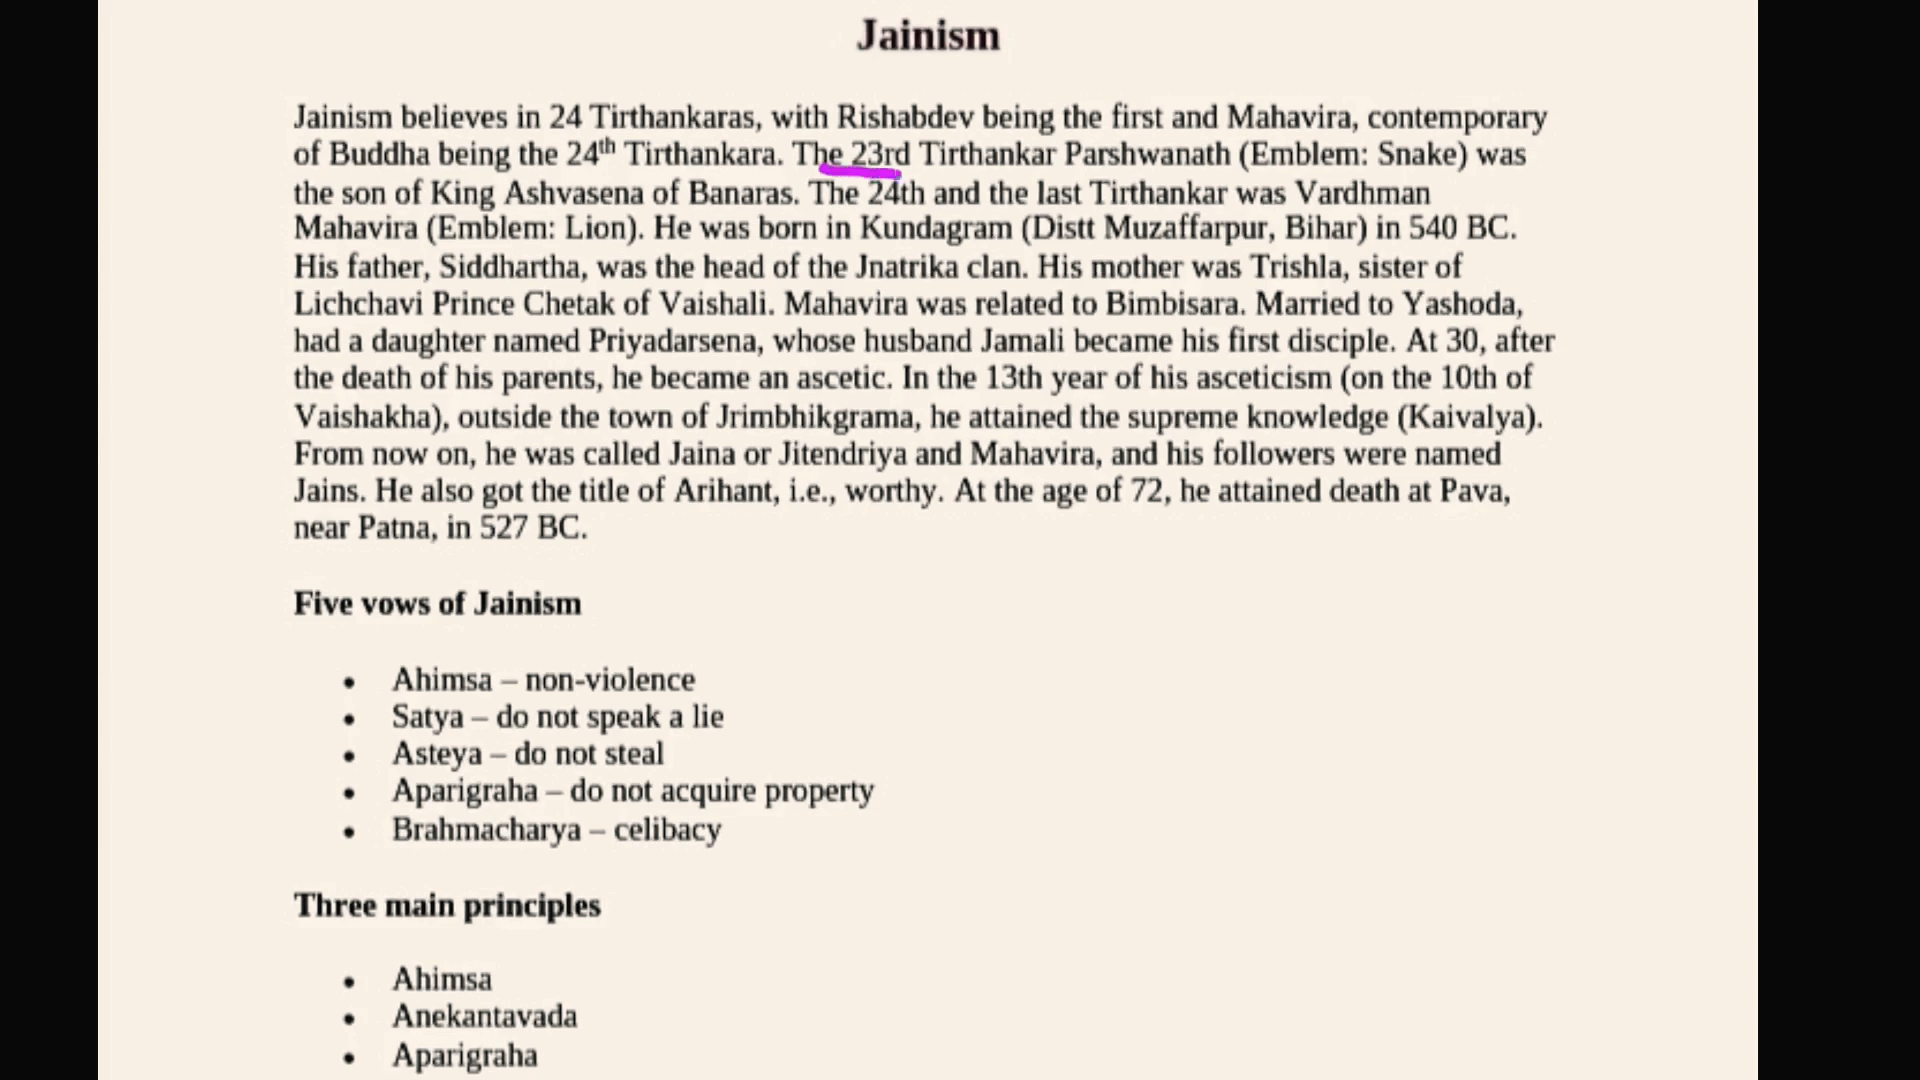 Jainism
Jainism believes in 24 Tirthankaras, with Rishabdev being the first and Mahavira, contemporary
of Buddha being the 24th Tirthankara. The 23rd Tirthankar Parshwanath (Emblem: Snake) was
the son of King Ashvasena of Banaras. The 24th and the last Tirthankar was Vardhman
Mahavira (Emblem: Lion). He was born in Kundagram (Distt Muzaffarpur, Bihar) in 540 BC.
His father, Siddhartha, was the head of the Jnatrika clan. His mother was Trishla, sister of
Lichchavi Prince Chetak of Vaishali. Mahavira was related to Bimbisara. Married to Yashoda,
had a daughter named Priyadarsena, whose husband Jamali became his first disciple. At 30, after
the death of his parents, he became an ascetic. In the 13th year of his asceticism (on the 10th of
Vaishakha), outside the town of Jrimbhikgrama, he attained the supreme knowledge (Kaivalya).
From now on, he was called Jaina or Jitendriya and Mahavira, and his followers were named
Jains. He also got the title of Arihant, i.e., worthy. At the age of 72, he attained death at Pava,
near Patna, in 527 BC.
Five vows of Jainism
• Ahimsa – non-violence
• Satya – do not speak a lie
• Asteya – do not steal
• Aparigraha – do not acquire property
• Brahmacharya – celibacy
Three main principles
• Ahimsa
• Anekantavada
• Aparigraha